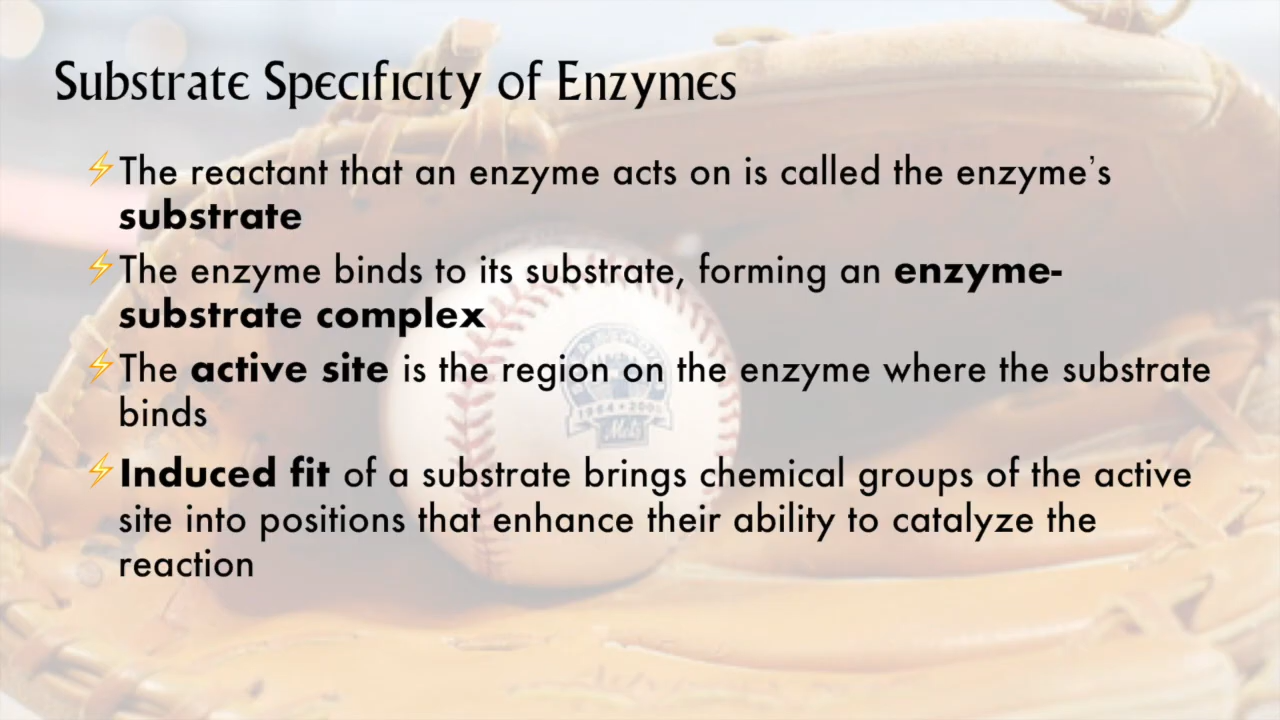 Substrate Specificity of Enzymes
⚡The reactant that an enzyme acts on is called the enzyme's
substrate
⚡The enzyme binds to its substrate, forming an enzyme-
substrate complex
⚡The active site is the region on the enzyme where the substrate
binds
⚡Induced fit of a substrate brings chemical groups of the active
site into positions that enhance their ability to catalyze the
reaction
Mets